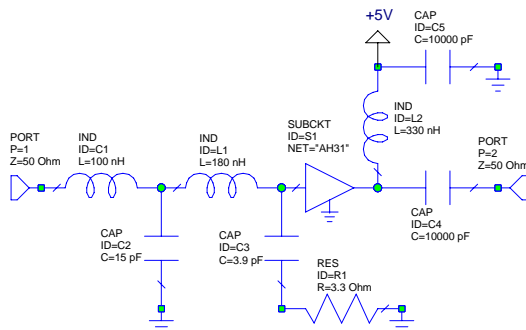 +5V
CAP
ID=C5
C=10000 pF
SUBCKT
ID=S1
NET="AH31"
IND
ID=L2
L=330 nH
PORT
P=1
Z=50 Ohm
IND
ID=C1
L=100 nH
IND
ID=L1
L=180 nH
PORT
P=2
Z=50 Ohm
CAP
ID=C4
C=10000 pF
CAP
ID=C2
C=15 pF
CAP
ID=C3
C=3.9 pF
RES
ID=R1
R=3.3 Ohm